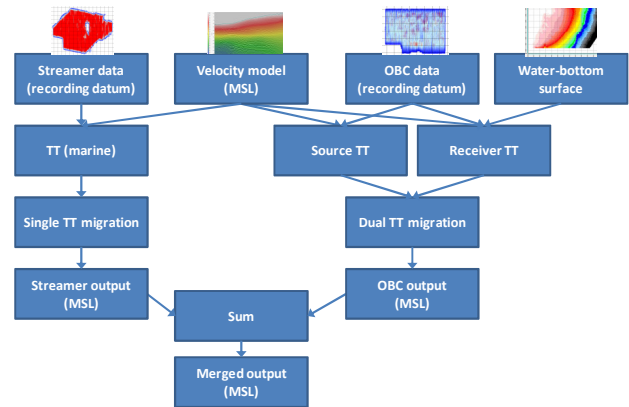 Streamer data
(recording datum)
Velocity model
(MSL)
OBC data
(recording datum)
Water-bottom
surface
TT (marine)
Source TT
Receiver TT
Single TT migration
Dual TT migration
Streamer output
(MSL)
OBC output
(MSL)
Sum
Merged output
(MSL)